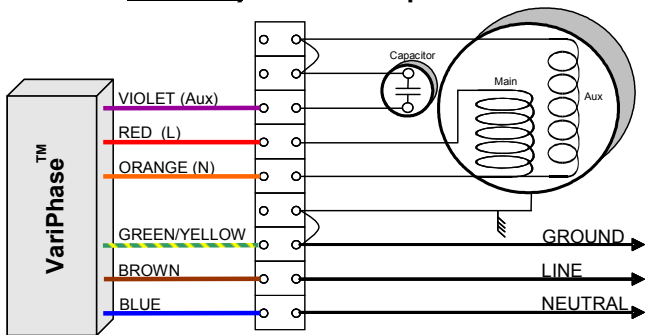 Capacitor
Main
Aux
VIOLET (Aux)
RED (L)
ORANGE (N)
GREEN/YELLOW
BROWN
BLUE
VariPhase™
GROUND
LINE
NEUTRAL